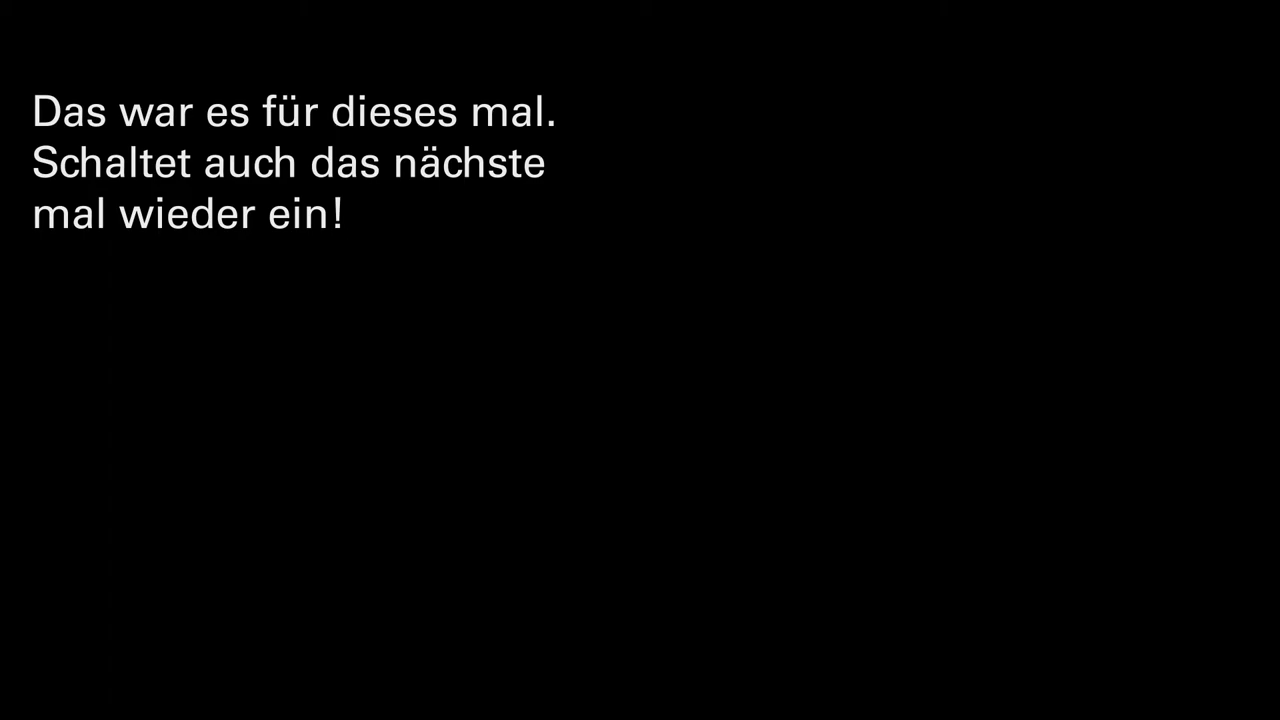 Das war es für dieses mal.
Schaltet auch das nächste
mal wieder ein!